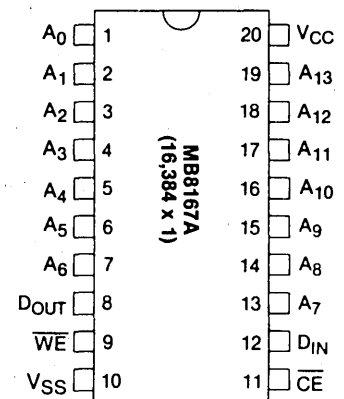 A0 1 20 VCC
A1 2 19 A13
A2 3 18 A12
A3 4 17 A11
A4 5 16 A10
A5 6 15 A9
A6 7 14 A8
DOUT 8 13 A7
WE 9 12 DIN
VSS 10 11 CE
MB8167A
(16,384 x 1)